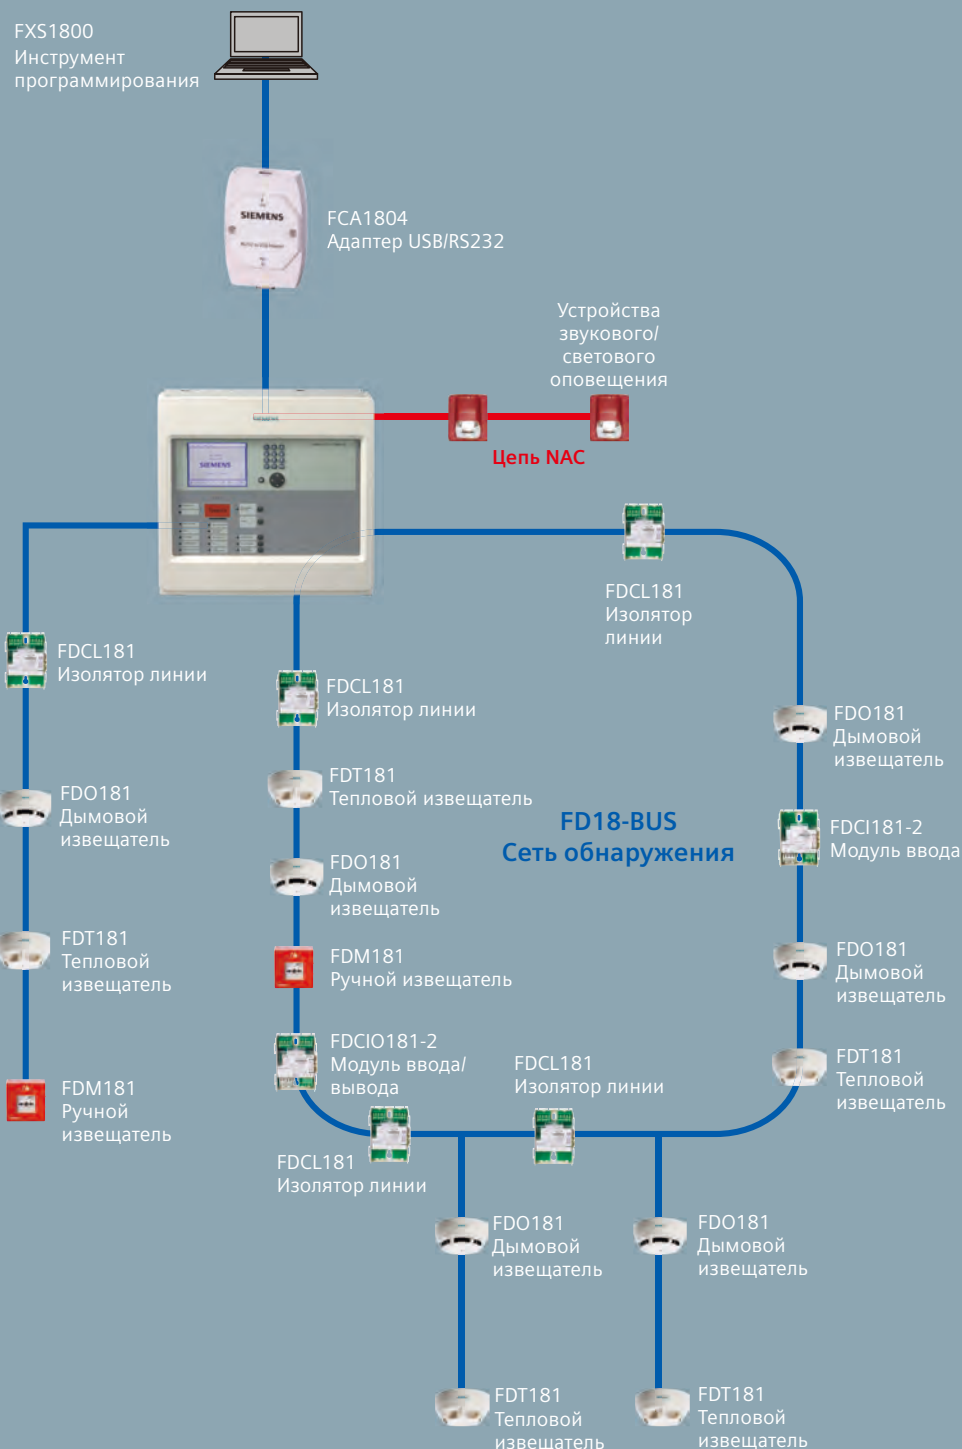 FXS1800
Инструмент
программирования
SIEMENS
FCA1804
Адаптер USB/RS232
Устройства
звукового/
светового
оповещения
Цепь NAC
SIEMENS
SIEMENS
FDCL181
Изолятор
линии
FDCL181
Изолятор линии
FDCL181
Изолятор линии
FDO181
Дымовой
извещатель
FDT181
Тепловой извещатель
FD18-BUS
Сеть обнаружения
FDO181
Дымовой
извещатель
FDCI181-2
Модуль ввода
FDO181
Дымовой
извещатель
FDT181
Тепловой
извещатель
FDM181
Ручной извещатель
FDO181
Дымовой
извещатель
FDCIO181-2
Модуль ввода/
вывода
FDCL181
Изолятор линии
FDT181
Тепловой
извещатель
FDM181
Ручной
извещатель
FDCL181
Изолятор линии
FDO181
Дымовой
извещатель
FDO181
Дымовой
извещатель
FDT181
Тепловой
извещатель
FDT181
Тепловой
извещатель